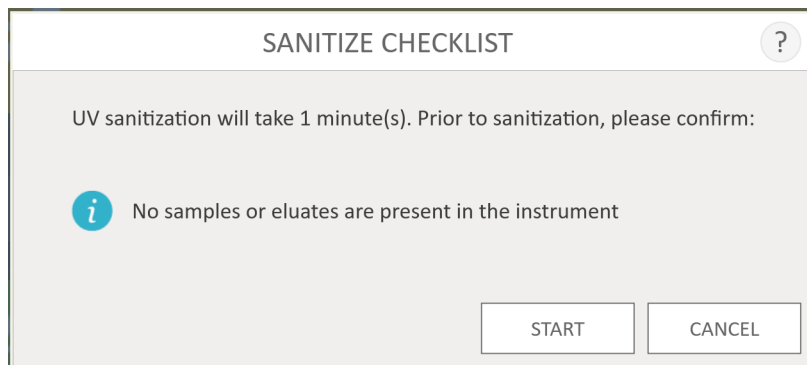 SANITIZE CHECKLIST
?
UV sanitization will take 1 minute(s). Prior to sanitization, please confirm:
i
No samples or eluates are present in the instrument
START
CANCEL